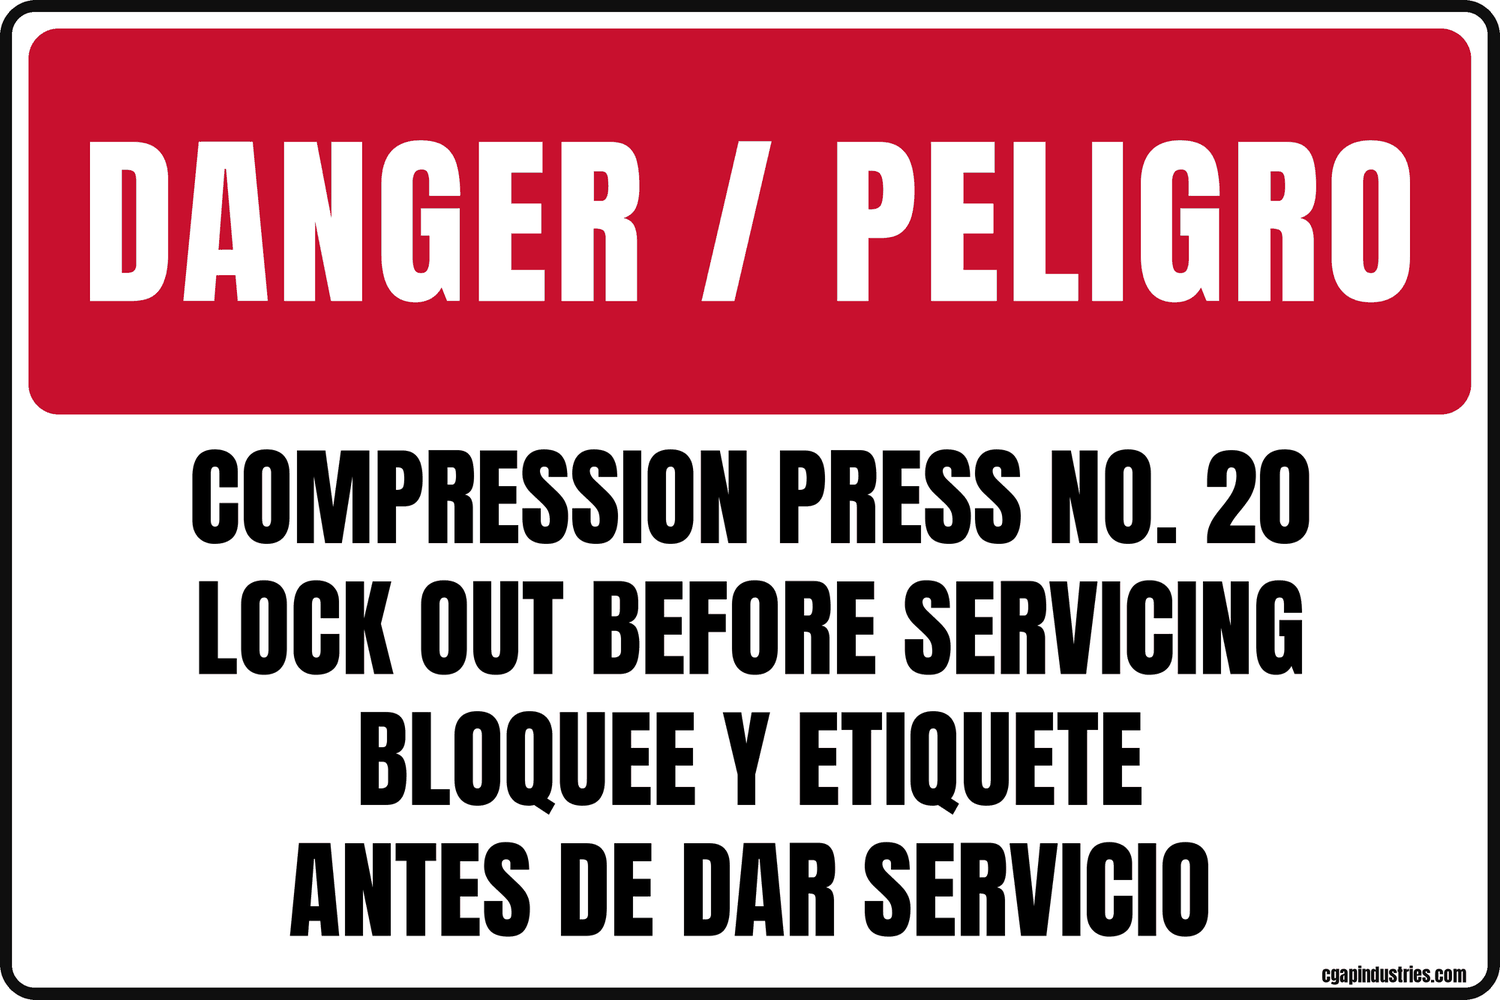 DANGER / PELIGRO
COMPRESSION PRESS NO. 20
LOCK OUT BEFORE SERVICING
BLOQUEE Y ETIQUETE
ANTES DE DAR SERVICIO
cgapindustries.com